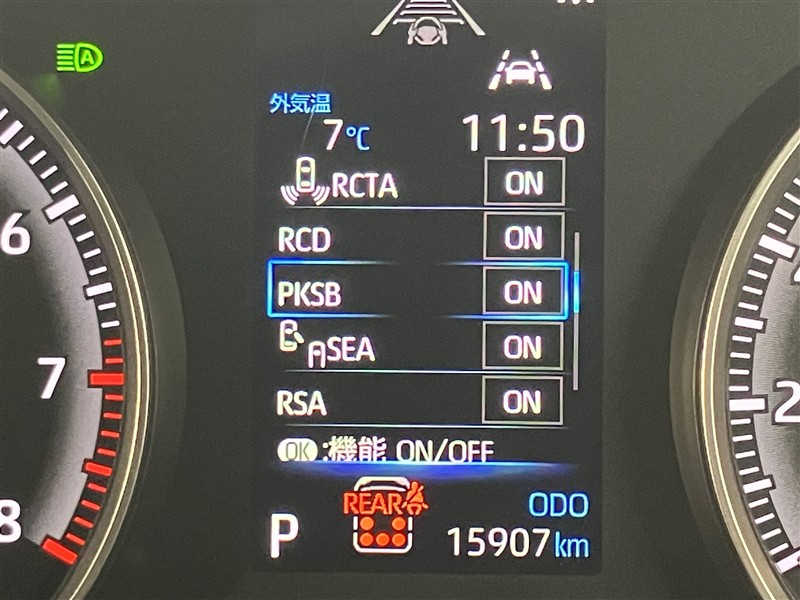 A
外気温
7℃ 11:50
RCTA ON
RCD ON
PKSB ON
SEA ON
RSA ON
OK :機能 ON/OFF
REAR
ODO
P 15907km
6
7
8
2